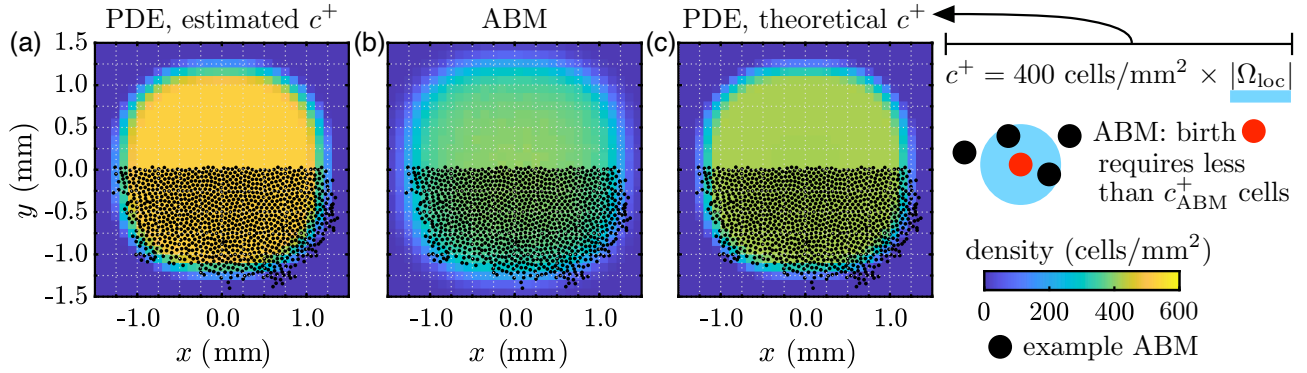 PDE, estimated c⁺
ABM
PDE, theoretical c⁺
(a)
(b)
(c)
1.5
1.0
0.5
0.0
-0.5
-1.0
-1.5
y (mm)
-1.0 0.0 1.0
-1.0 0.0 1.0
-1.0 0.0 1.0
x (mm)
x (mm)
x (mm)
c⁺ = 400 cells/mm² × |Ω_loc|
ABM: birth
requires less
than c⁺_ABM cells
density (cells/mm²)
0 200 400 600
example ABM